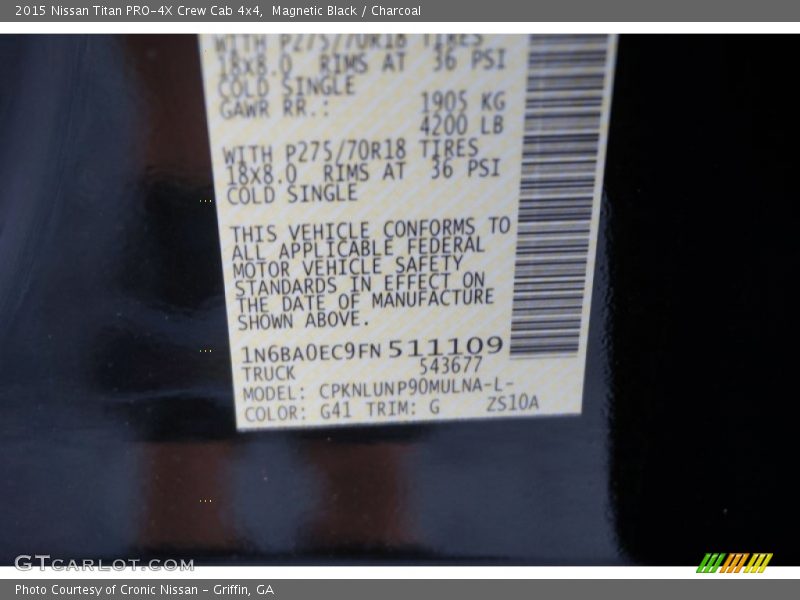 2015 Nissan Titan PRO-4X Crew Cab 4x4, Magnetic Black / Charcoal
WITH P275/70R18 TIRES
18x8.0 RIMS AT 36 PSI
COLD SINGLE
GAWR RR.: 1905 KG
4200 LB
WITH P275/70R18 TIRES
18x8.0 RIMS AT 36 PSI
COLD SINGLE
THIS VEHICLE CONFORMS TO
ALL APPLICABLE FEDERAL
MOTOR VEHICLE SAFETY
STANDARDS IN EFFECT ON
THE DATE OF MANUFACTURE
SHOWN ABOVE.
1N6BA0EC9FN511109
TRUCK 543677
MODEL: CPKNLUNP90MULNA-L-
COLOR: G41 TRIM: G ZS10A
GTCARLOT.COM
Photo Courtesy of Cronic Nissan - Griffin, GA